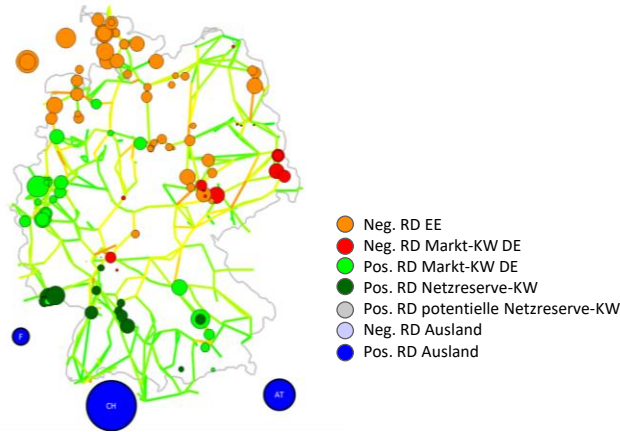 Neg. RD EE
Neg. RD Markt-KW DE
Pos. RD Markt-KW DE
Pos. RD Netzreserve-KW
Pos. RD potentielle Netzreserve-KW
Neg. RD Ausland
Pos. RD Ausland
F
AT
CH